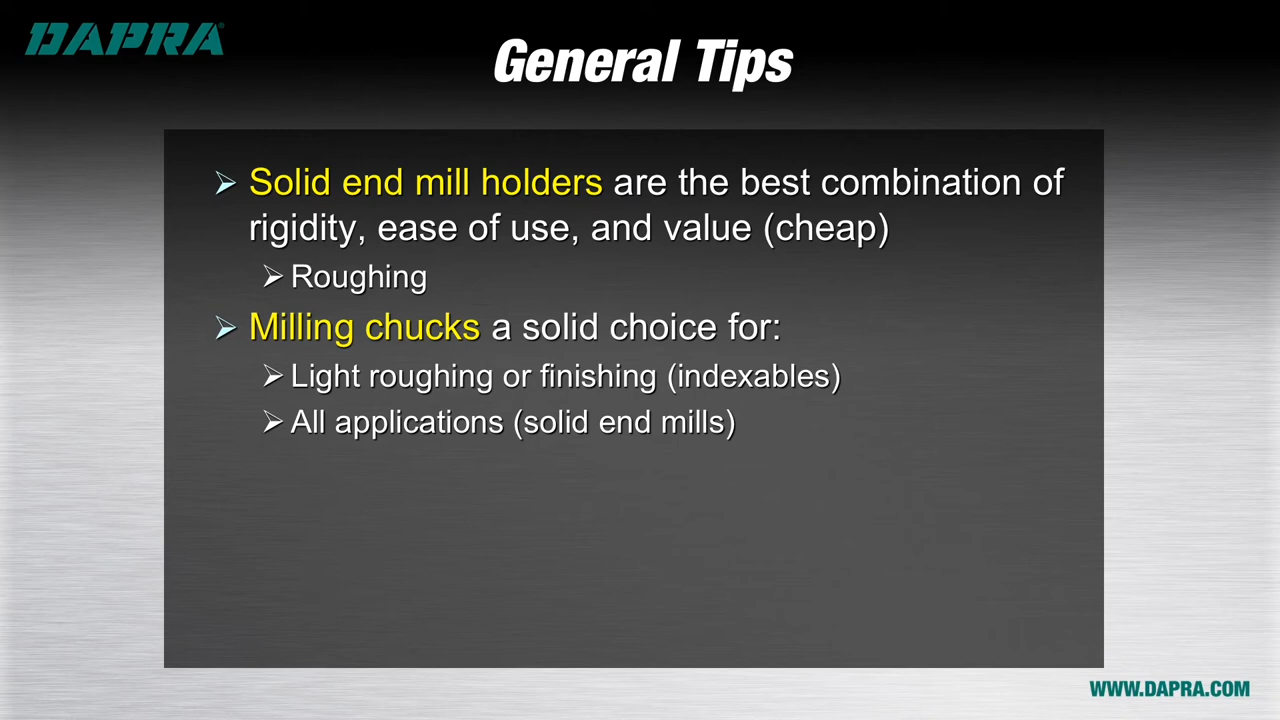 DAPRA
General Tips
Solid end mill holders are the best combination of
rigidity, ease of use, and value (cheap)
Roughing
Milling chucks a solid choice for:
Light roughing or finishing (indexables)
All applications (solid end mills)
WWW.DAPRA.COM